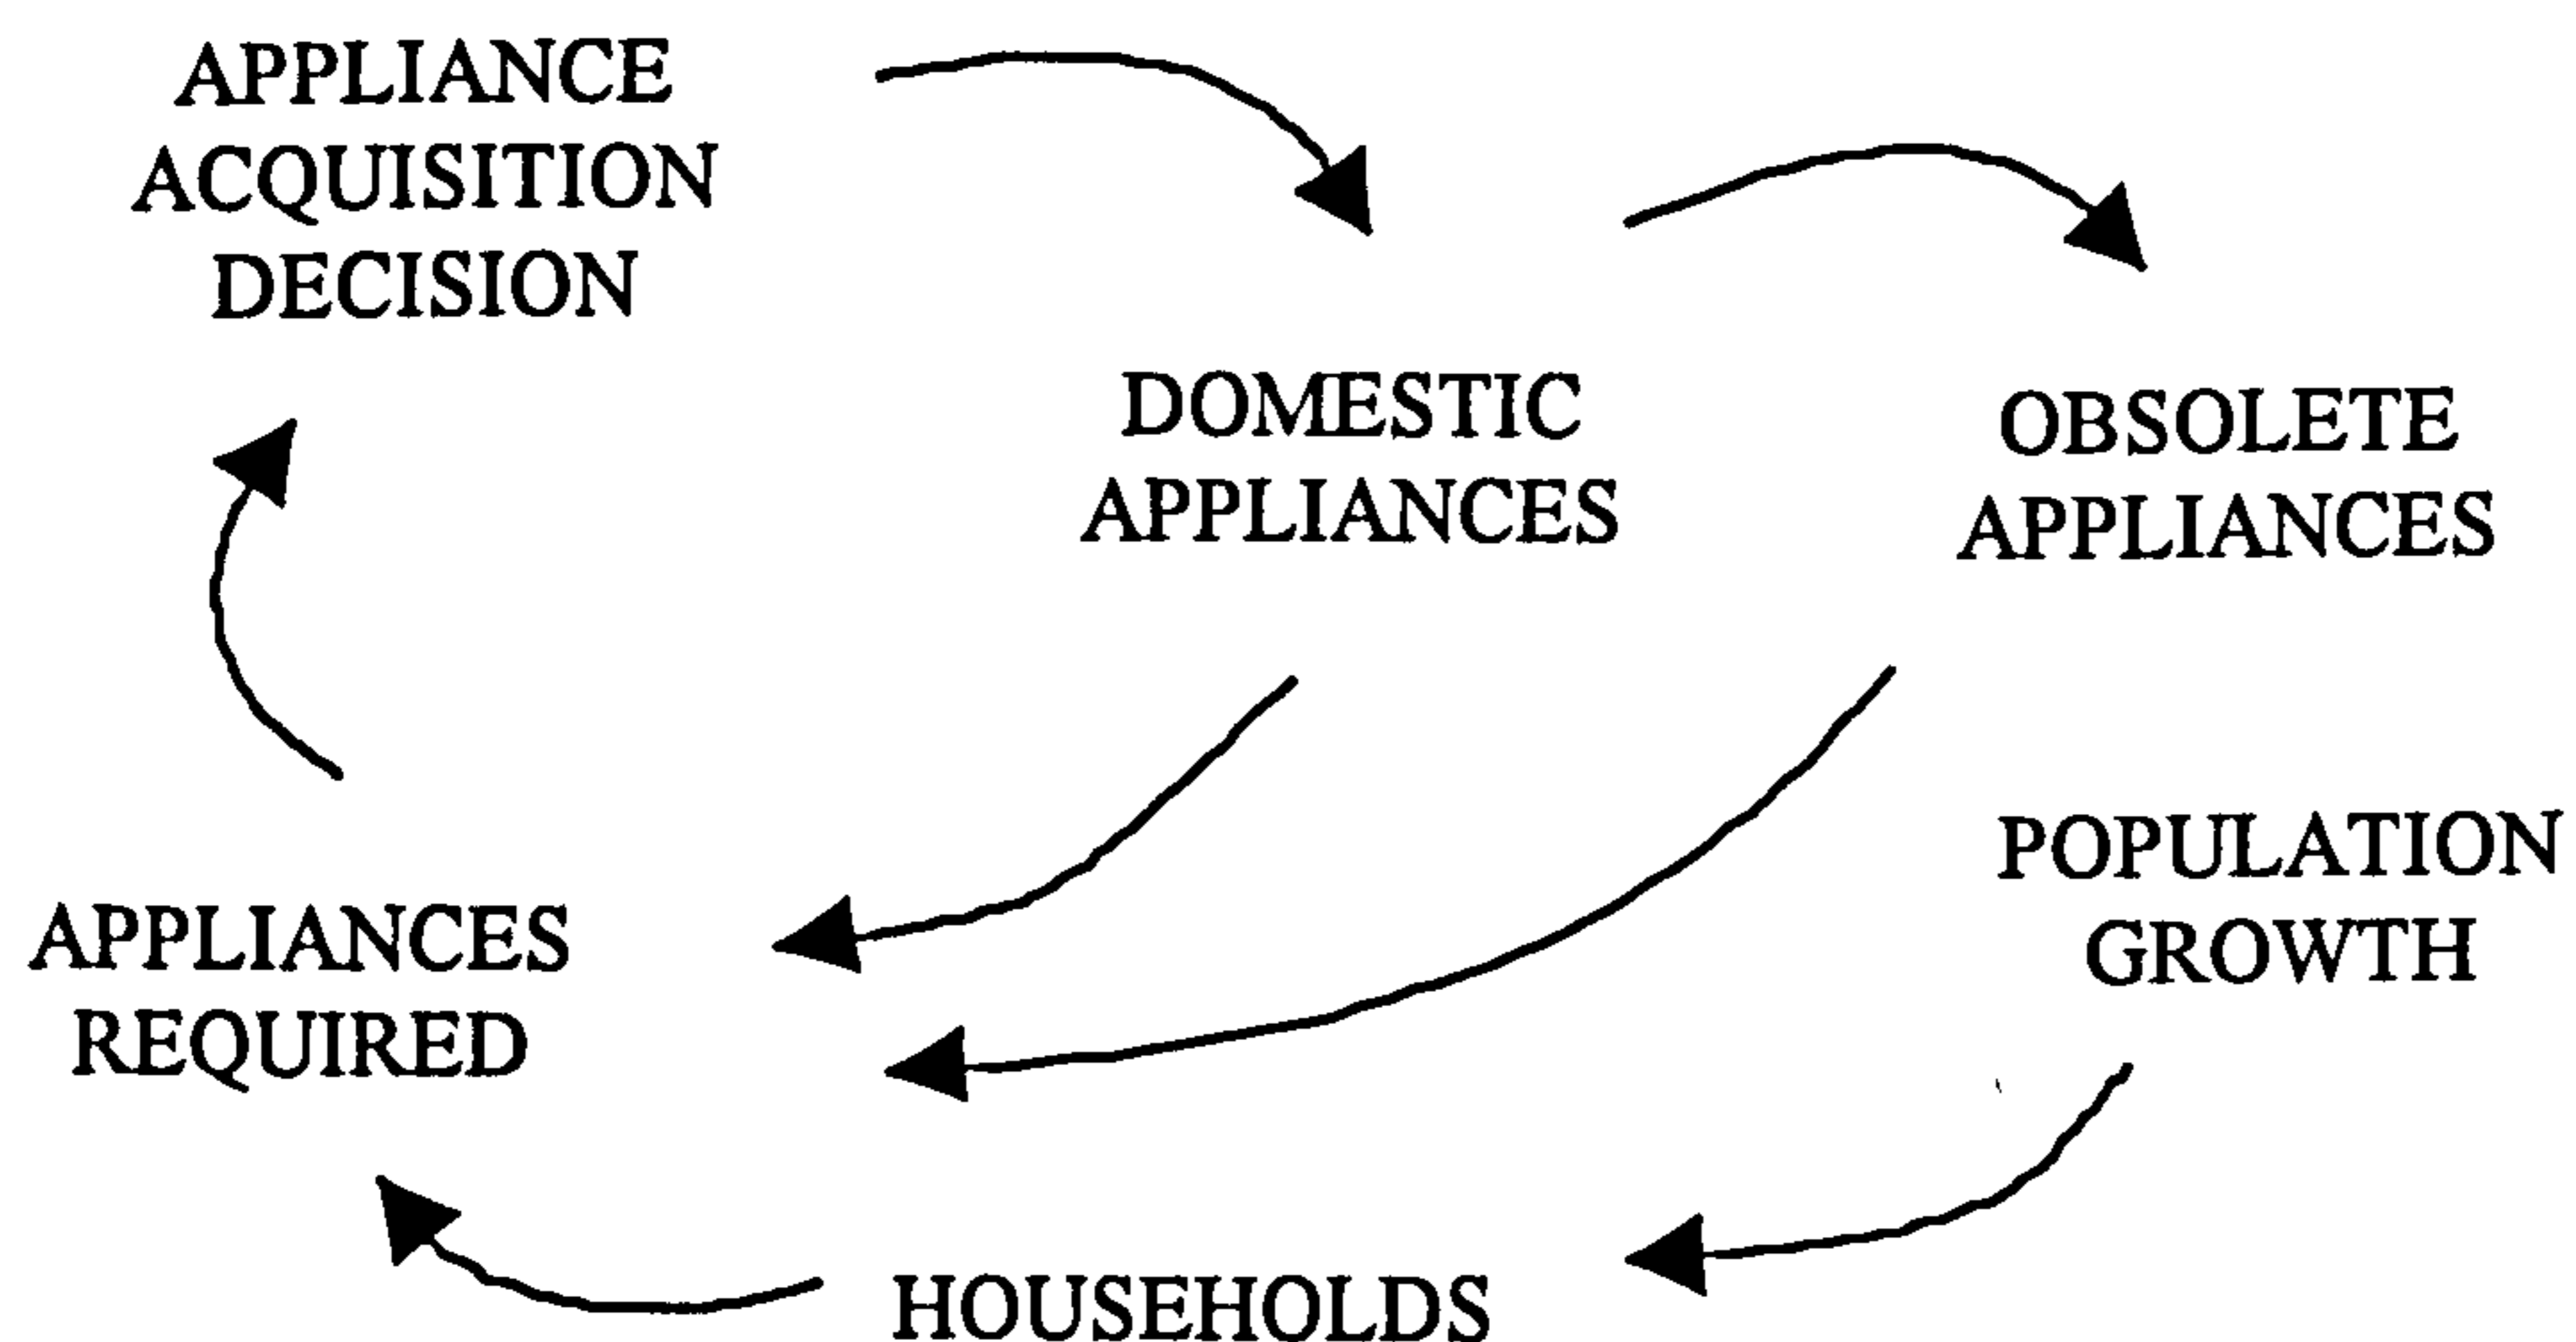 APPLIANCE
ACQUISITION
DECISION
DOMESTIC
APPLIANCES
OBSOLETE
APPLIANCES
POPULATION
GROWTH
APPLIANCES
REQUIRED
HOUSEHOLDS